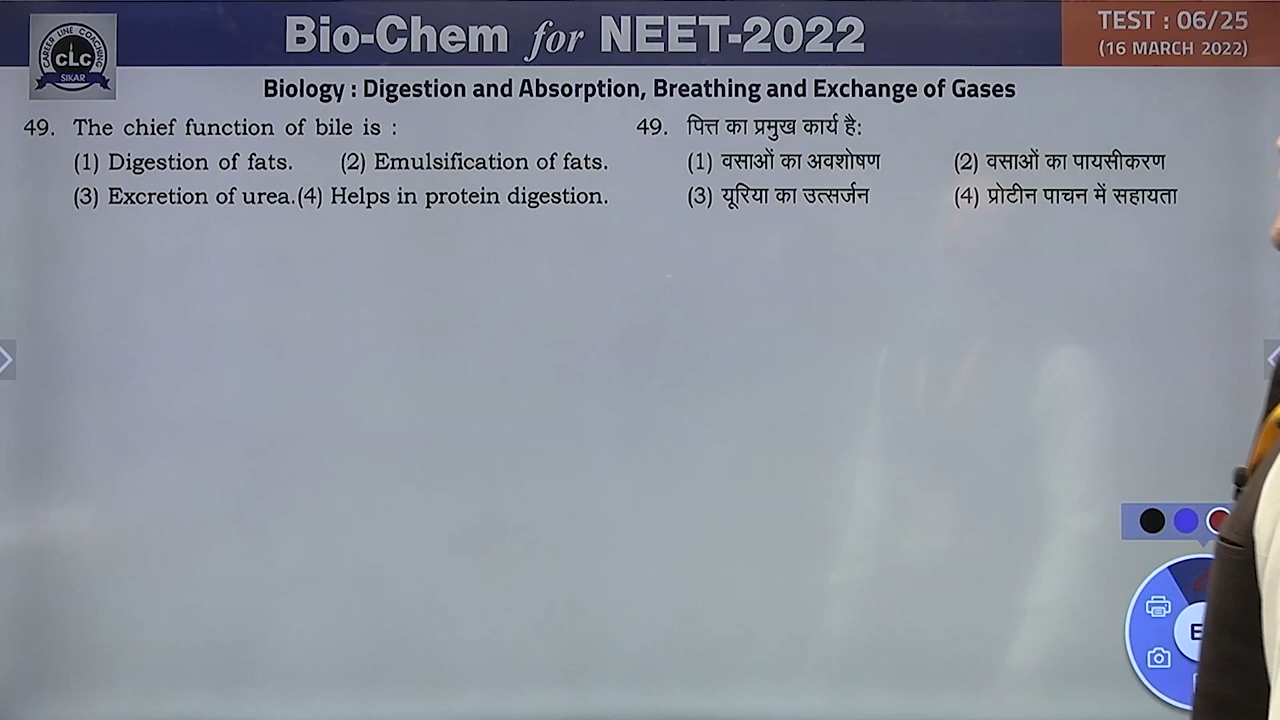 CAREER LINE COACHING
CLC
SIKAR
Bio-Chem for NEET-2022
TEST : 06/25
(16 MARCH 2022)
Biology : Digestion and Absorption, Breathing and Exchange of Gases
49. The chief function of bile is :
(1) Digestion of fats. (2) Emulsification of fats.
(3) Excretion of urea.(4) Helps in protein digestion.
49. पित्त का प्रमुख कार्य है:
(1) वसाओं का अवशोषण (2) वसाओं का पायसीकरण
(3) यूरिया का उत्सर्जन (4) प्रोटीन पाचन में सहायता
E